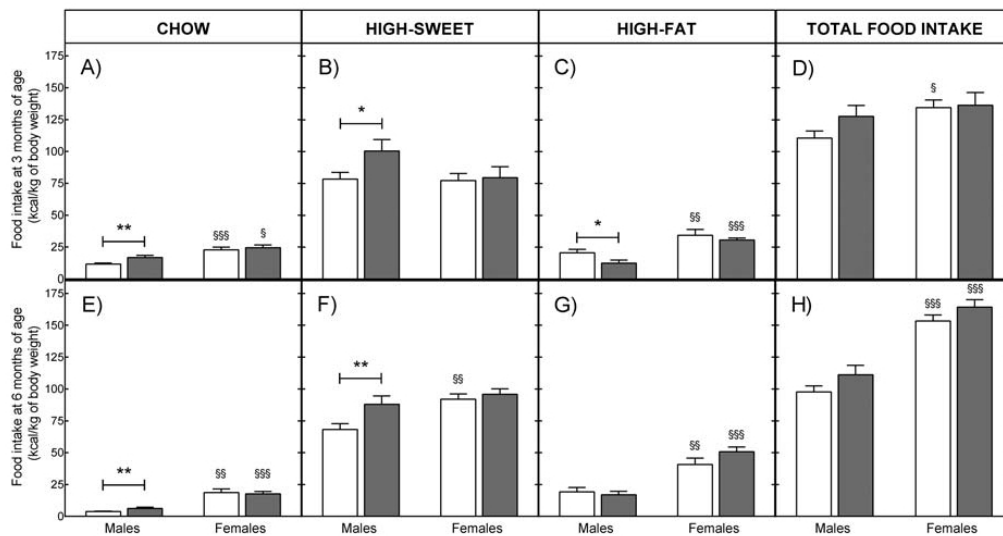 CHOW
HIGH-SWEET
HIGH-FAT
TOTAL FOOD INTAKE
Food intake at 3 months of age
(kcal/kg of body weight)
175
150
125
100
75
50
25
0
A)
**
§§§
§
B)
*
C)
*
§§
§§§
D)
§
Food intake at 6 months of age
(kcal/kg of body weight)
175
150
125
100
75
50
25
0
E)
**
§§
§§§
F)
**
§§
G)
§§
§§§
H)
§§§
§§§
Males
Females
Males
Females
Males
Females
Males
Females